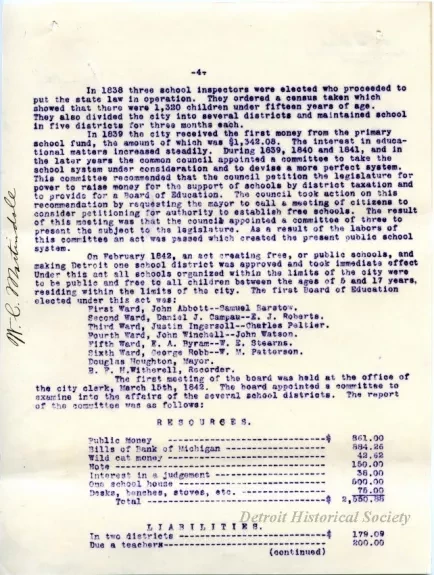 -4-
In 1838 three school inspectors were elected who proceeded to
put the state law in operation. They ordered a census taken which
showed that there were 1,320 children under fifteen years of age.
They also divided the city into several districts and maintained school
in five districts for three months each.
In 1839 the city received the first money from the primary
school fund, the amount of which was $1,342.08. The interest in educa-
tional matters increased steadily. During 1839, 1840 and 1841, and in
the later years the common council appointed a committee to take the
school system under consideration and to devise a more perfect system.
This committee recommended that the council petition the legislature for
power to raise money for the support of schools by district taxation and
to provide for a Board of Education. The council took action on this
recommendation by requesting the mayor to call a meeting of citizens to
consider petitioning for authority to establish free schools. The result
of this meeting was that the council appointed a committee of three to
present the subject to the legislature. As a result of the labors of
this committee an act was passed which created the present public school
system.
On February 1842, an act creating free, or public schools, and
making Detroit one school district was approved and took immediate effect
Under this act all schools organized within the limits of the city were
to be public and free to all children between the ages of 5 and 17 years,
residing within the limits of the city. The first Board of Education
elected under this act was:
First Ward, John Abbott--Samuel Barstow.
Second Ward, Daniel J. Campau--E. J. Roberts.
Third Ward, Justin Ingersoll--Charles Peltier.
Fourth Ward, John Winchell--John Watson.
Fifth Ward, E. A. Byram--W. E. Stearns.
Sixth Ward, George Robb--W. M. Patterson.
Douglas Houghton, Mayor.
B. F. H. Witherell, Recorder.
The first meeting of the board was held at the office of
the city clerk, March 15th, 1842. The board appointed a committee to
examine into the affairs of the several school districts. The report
of the committee was as follows:
RESOURCES.
Public Money ---$ 861.00
Bills of Bank of Michigan --- 884.26
Wild cat money --- 42.62
Note --- 150.00
Interest in a judgement --- 38.00
One school house --- 500.00
Desks, benches, stoves, etc. --- 75.00
Total ---$ 2,550.88
LIABILITIES.
In two districts ---$ 179.09
Due a teachers--- 200.00
(continued)
W. C. Martindale
Detroit Historical Society